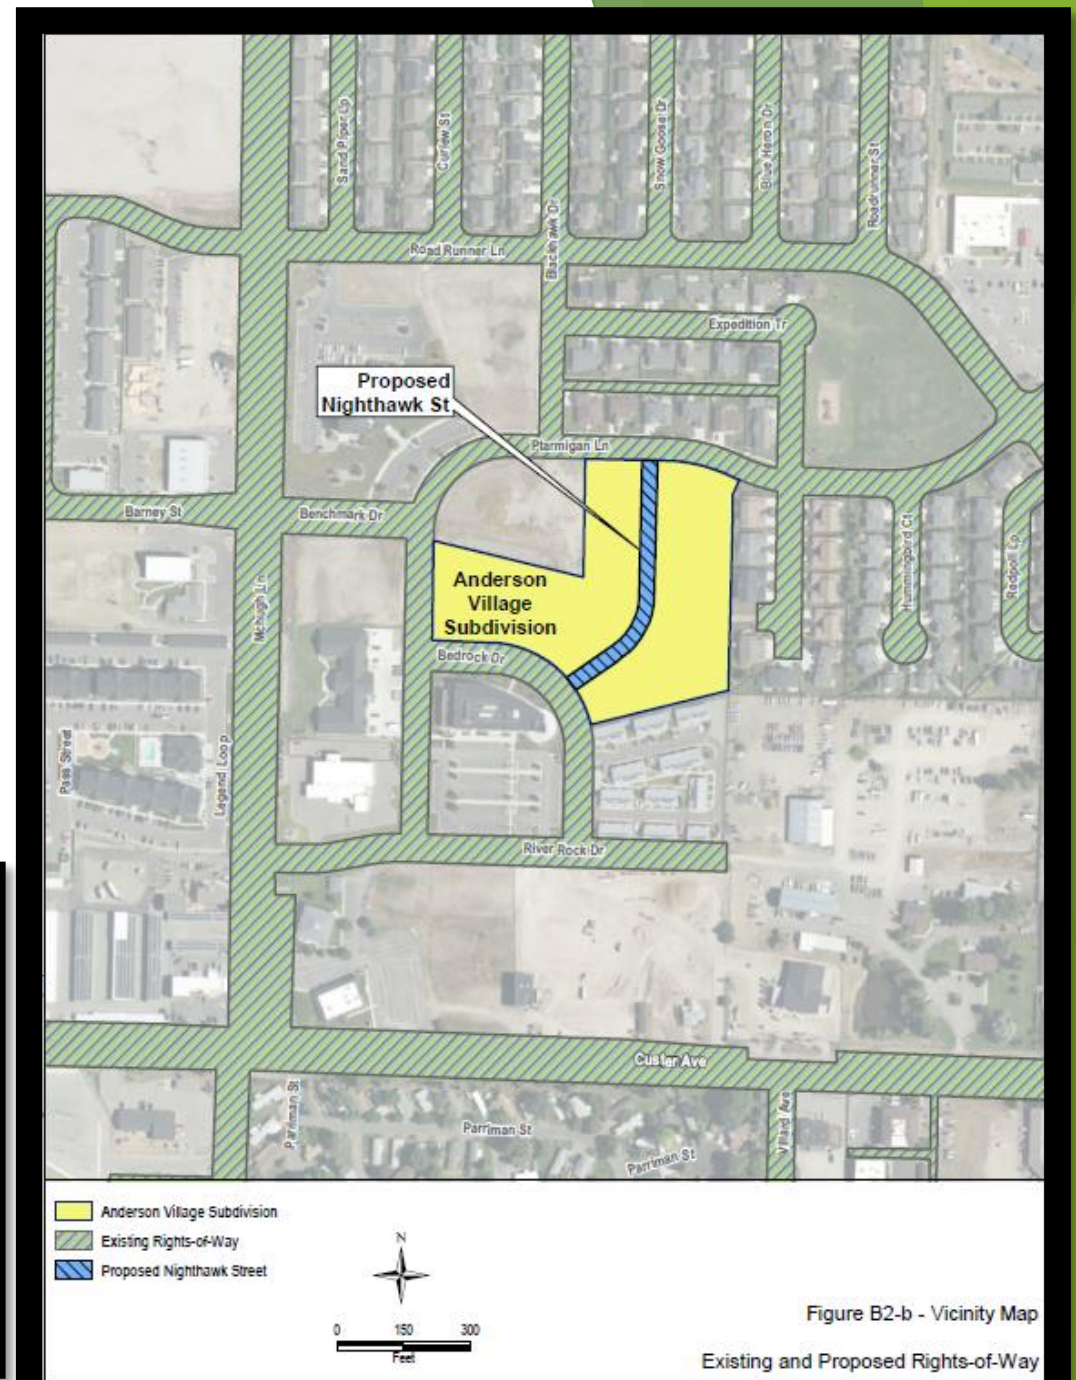 Sand Piper Lp
Curlew St
Snow Goose Dr
Blue Heron Dr
Roadrunner St
Buckhawk Dr
Road Runner Ln
Expedition Tr
Proposed
Nighthawk St
Ptarmigan Ln
Barney St
Benchmark Dr
Mchugh Ln
Anderson
Village
Subdivision
Hummingbird Ct
Redpoll Lp
Bedrock Dr
Pass Street
Legend Loop
River Rock Dr
Custer Ave
Parriman St
Parriman St
Parriman St
Villard Ave
Anderson Village Subdivision
Existing Rights-of-Way
Proposed Nighthawk Street
N
0 150 300
Feet
Figure B2-b - Vicinity Map
Existing and Proposed Rights-of-Way